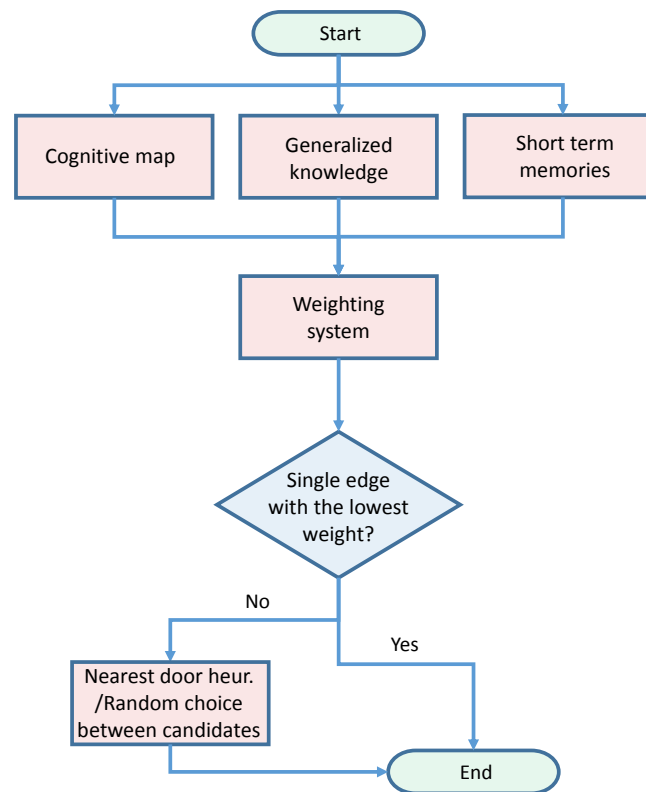 Start
Cognitive map
Generalized
knowledge
Short term
memories
Weighting
system
Single edge
with the lowest
weight?
No
Yes
Nearest door heur.
/Random choice
between candidates
End